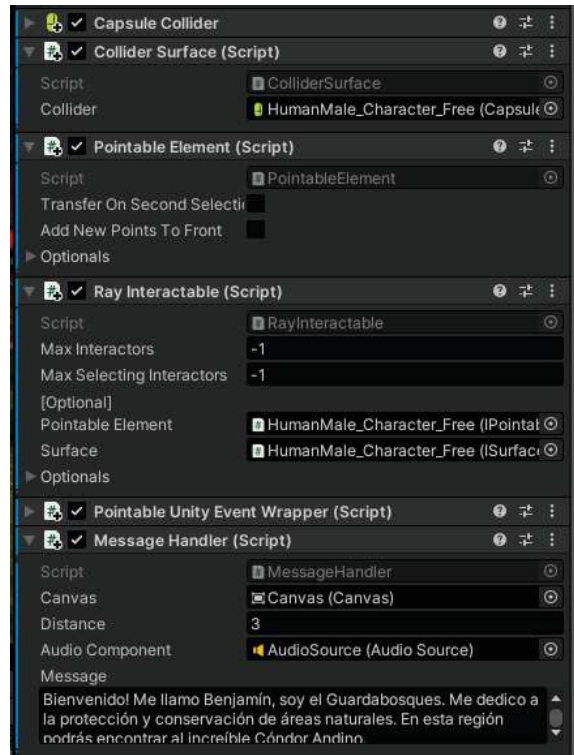 Capsule Collider
Collider Surface (Script)
Script ColliderSurface
Collider HumanMale_Character_Free (Capsule
Pointable Element (Script)
Script PointableElement
Transfer On Second Selecti
Add New Points To Front
Optionals
Ray Interactable (Script)
Script RayInteractable
Max Interactors -1
Max Selecting Interactors -1
[Optional]
Pointable Element HumanMale_Character_Free (IPointab
Surface HumanMale_Character_Free (ISurfac
Optionals
Pointable Unity Event Wrapper (Script)
Message Handler (Script)
Script MessageHandler
Canvas Canvas (Canvas)
Distance 3
Audio Component AudioSource (Audio Source)
Message
Bienvenido! Me llamo Benjamín, soy el Guardabosques. Me dedico a
la protección y conservación de áreas naturales. En esta región
podrás encontrar al increíble Cóndor Andino.